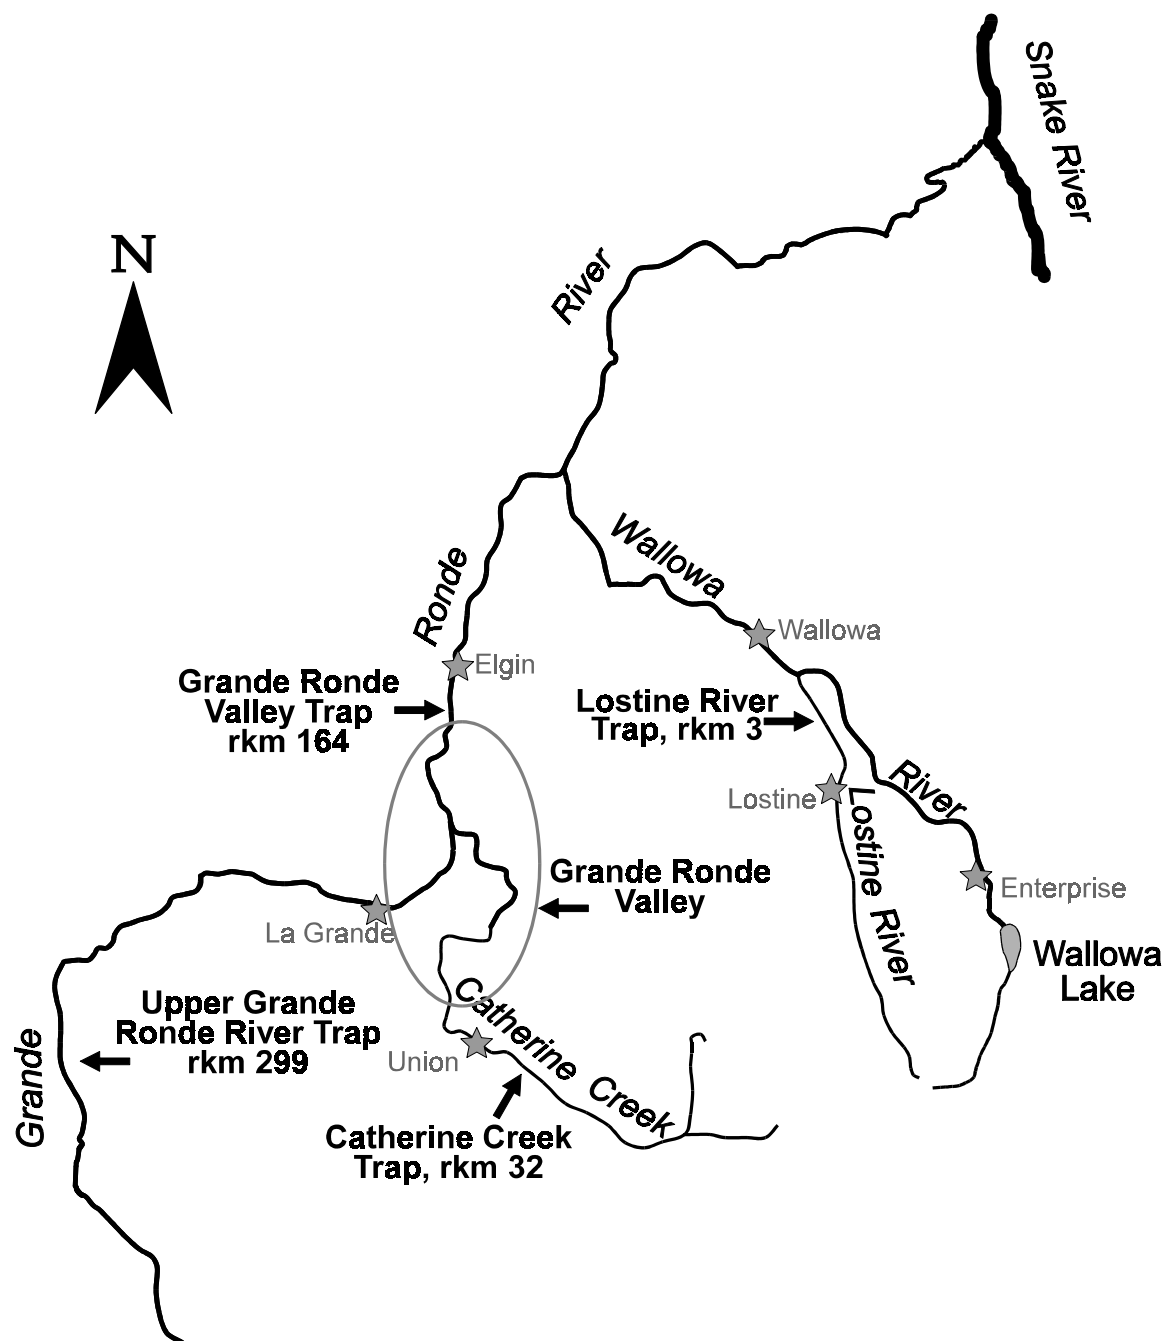 Snake River
N
River
Ronde
Wallowa
Wallowa
Elgin
Grande Ronde
Valley Trap
rkm 164
Lostine River
Trap, rkm 3
River
Lostine
Lostine River
Grande Ronde
Valley
Enterprise
La Grande
Wallowa
Lake
Upper Grande
Ronde River Trap
rkm 299
Grande
Catherine Creek
Union
Catherine Creek
Trap, rkm 32